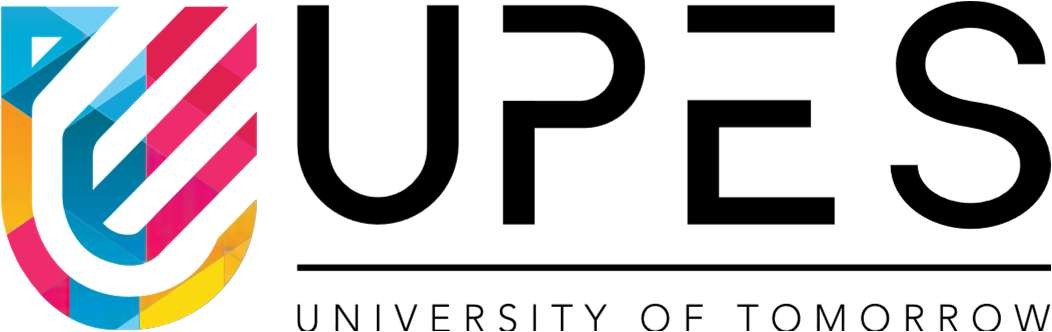 UPES
UNIVERSITY OF TOMORROW